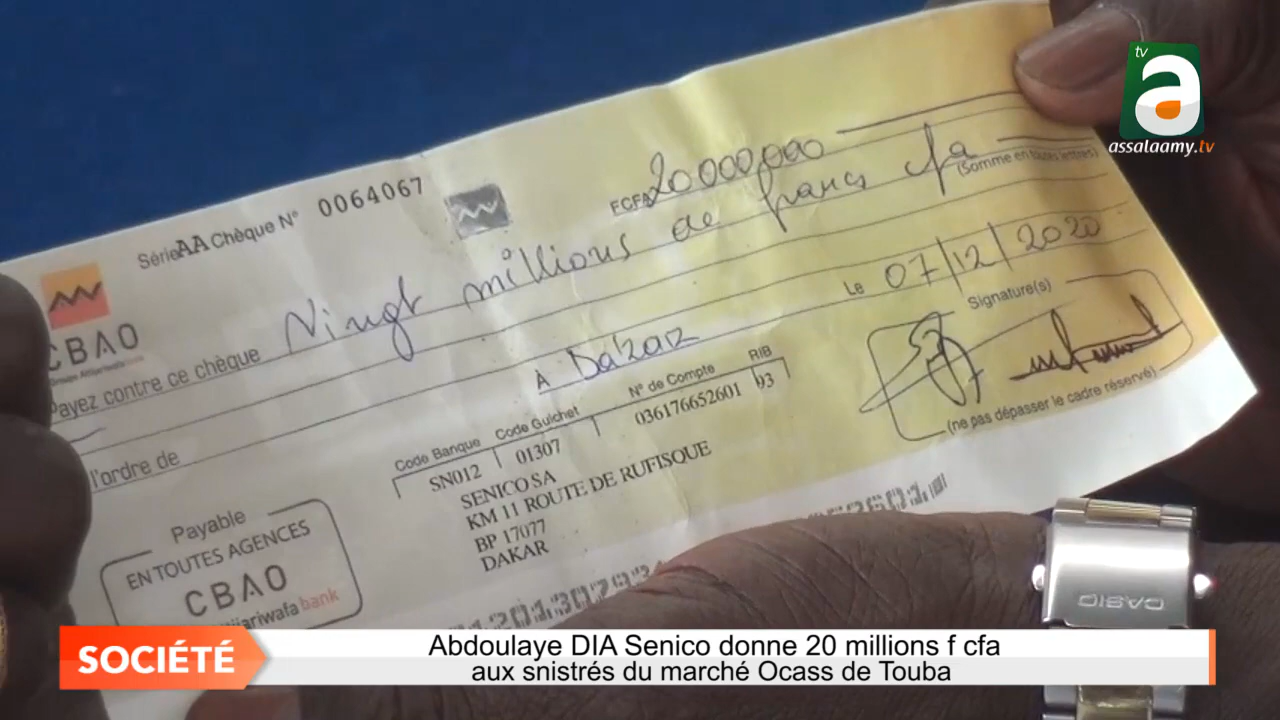 tv
a
assalaamy.tv
Série AA Chèque N° 0064067
FCFA 20 000,000
CBAO
Payez contre ce chèque Vingt millions de francs cfa
(Somme en toutes lettres)
À Dakar Le 07/12/2020
l'ordre de
Signature(s)
(ne pas dépasser le cadre réservé)
Code Banque Code Guichet N° de Compte RIB
SN012 01307 036176652601 93
SENICO SA
KM 11 ROUTE DE RUFISQUE
BP 17077
DAKAR
Payable
EN TOUTES AGENCES
CBAO
bank
CASIO
SOCIÉTÉ
Abdoulaye DIA Senico donne 20 millions f cfa
aux snistrés du marché Ocass de Touba